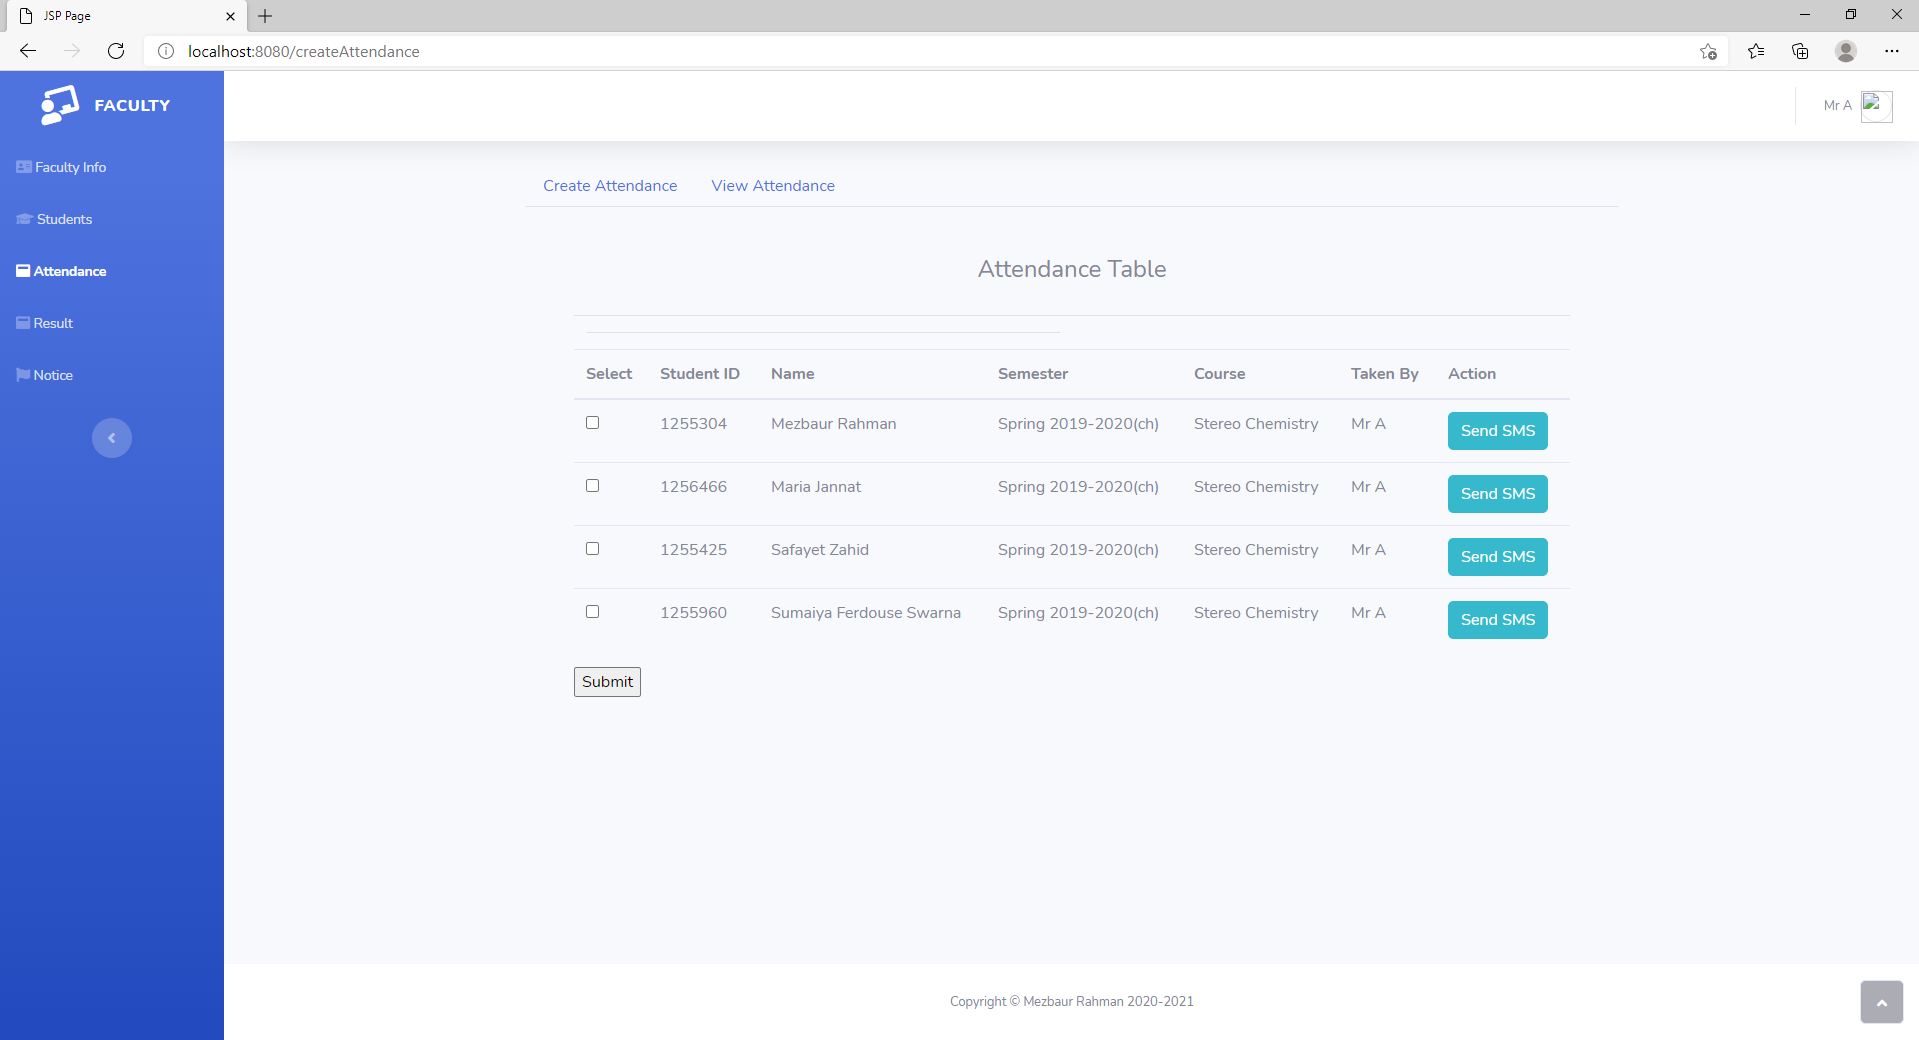 JSP Page
localhost:8080/createAttendance
FACULTY
Mr A
Faculty Info
Students
Attendance
Result
Notice
Create Attendance View Attendance
Attendance Table
Select Student ID Name Semester Course Taken By Action
1255304 Mezbaur Rahman Spring 2019-2020(ch) Stereo Chemistry Mr A Send SMS
1256466 Maria Jannat Spring 2019-2020(ch) Stereo Chemistry Mr A Send SMS
1255425 Safayet Zahid Spring 2019-2020(ch) Stereo Chemistry Mr A Send SMS
1255960 Sumaiya Ferdouse Swarna Spring 2019-2020(ch) Stereo Chemistry Mr A Send SMS
Submit
Copyright © Mezbaur Rahman 2020-2021